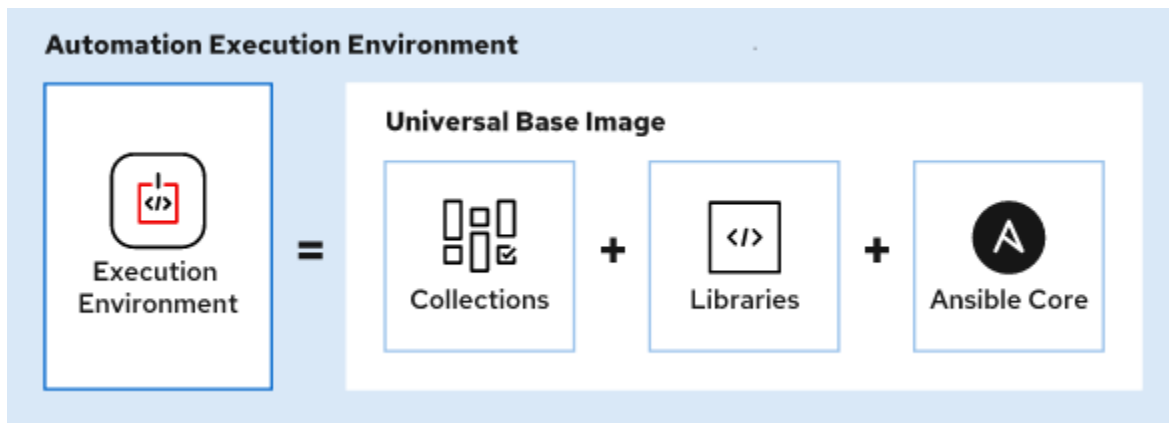 Automation Execution Environment
Universal Base Image
</>
Execution
Environment
=
Collections
+
</>
Libraries
+
Ansible Core